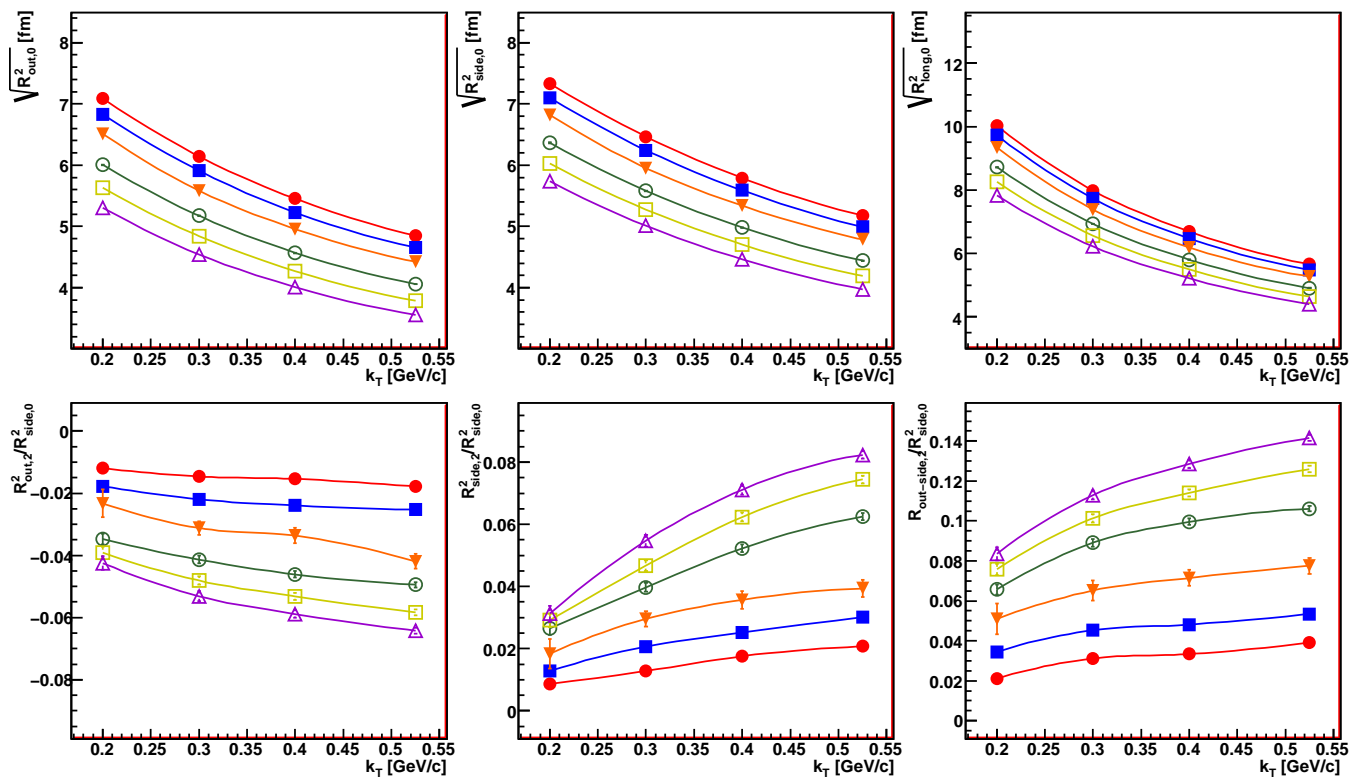 √R²out,0 [fm]
8
7
6
5
4
0.2 0.25 0.3 0.35 0.4 0.45 0.5 0.55
kT [GeV/c]
√R²side,0 [fm]
8
7
6
5
4
0.2 0.25 0.3 0.35 0.4 0.45 0.5 0.55
kT [GeV/c]
√R²long,0 [fm]
12
10
8
6
4
0.2 0.25 0.3 0.35 0.4 0.45 0.5 0.55
kT [GeV/c]
R²out,2/R²side,0
0
−0.02
−0.04
−0.06
−0.08
0.2 0.25 0.3 0.35 0.4 0.45 0.5 0.55
kT [GeV/c]
R²side,2/R²side,0
0.08
0.06
0.04
0.02
0
0.2 0.25 0.3 0.35 0.4 0.45 0.5 0.55
kT [GeV/c]
Rout−side,2/R²side,0
0.14
0.12
0.1
0.08
0.06
0.04
0.02
0
0.2 0.25 0.3 0.35 0.4 0.45 0.5 0.55
kT [GeV/c]